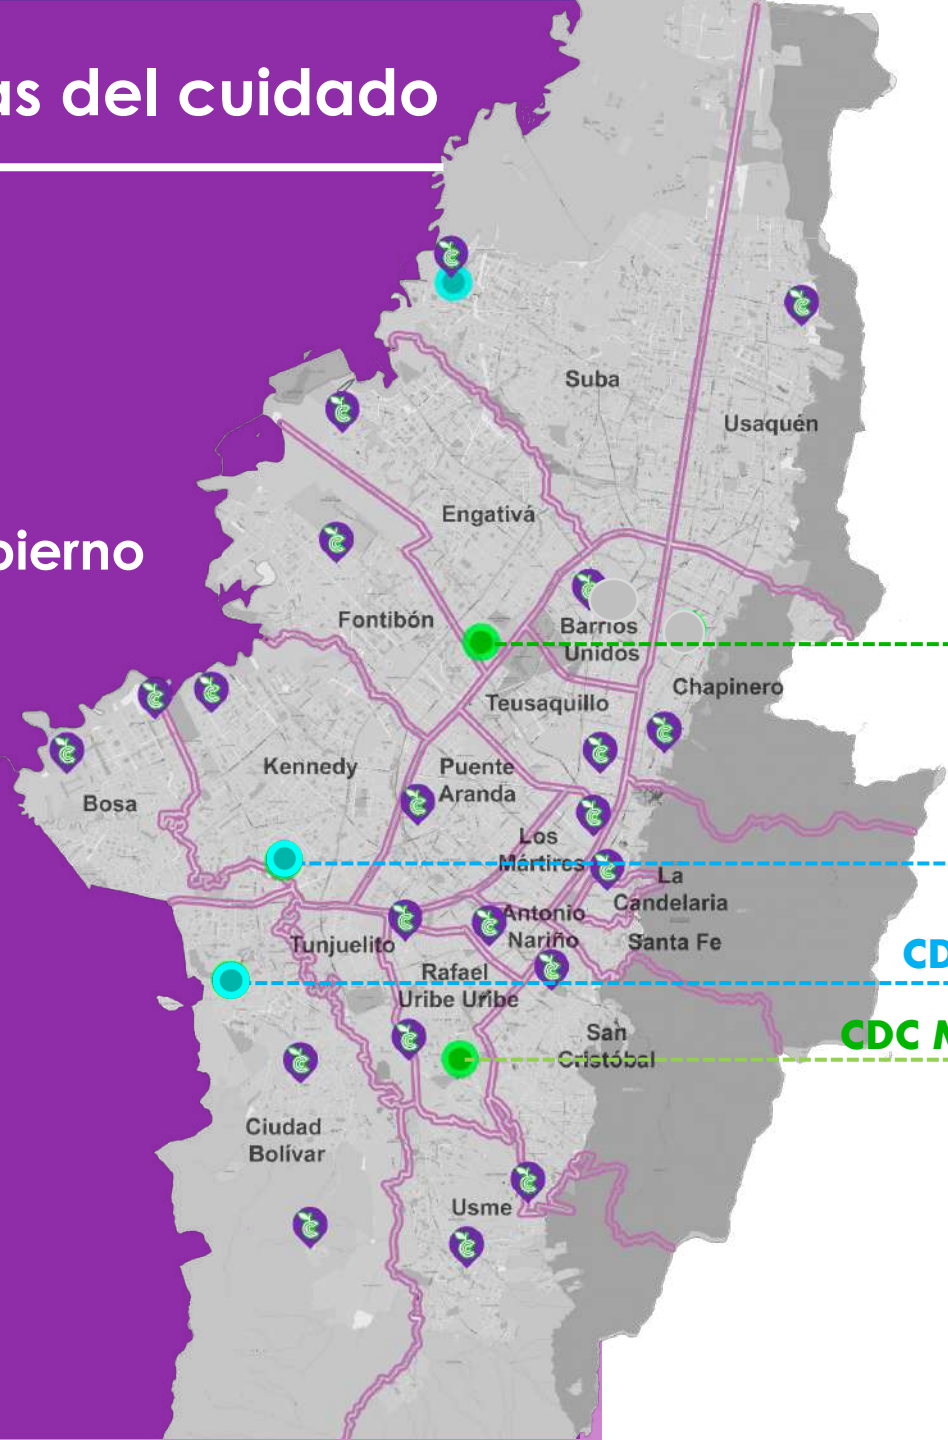 as del cuidado
bierno
Suba
Usaquén
Engativá
Fontibón
Barrios
Unidos
Teusaquillo
Chapinero
Kennedy
Puente
Aranda
Bosa
Los
Mártires
La
Candelaria
Antonio
Nariño
Santa Fe
Tunjuelito
CD
Rafael
Uribe Uribe
San
Cristóbal
CDC M
Ciudad
Bolívar
Usme